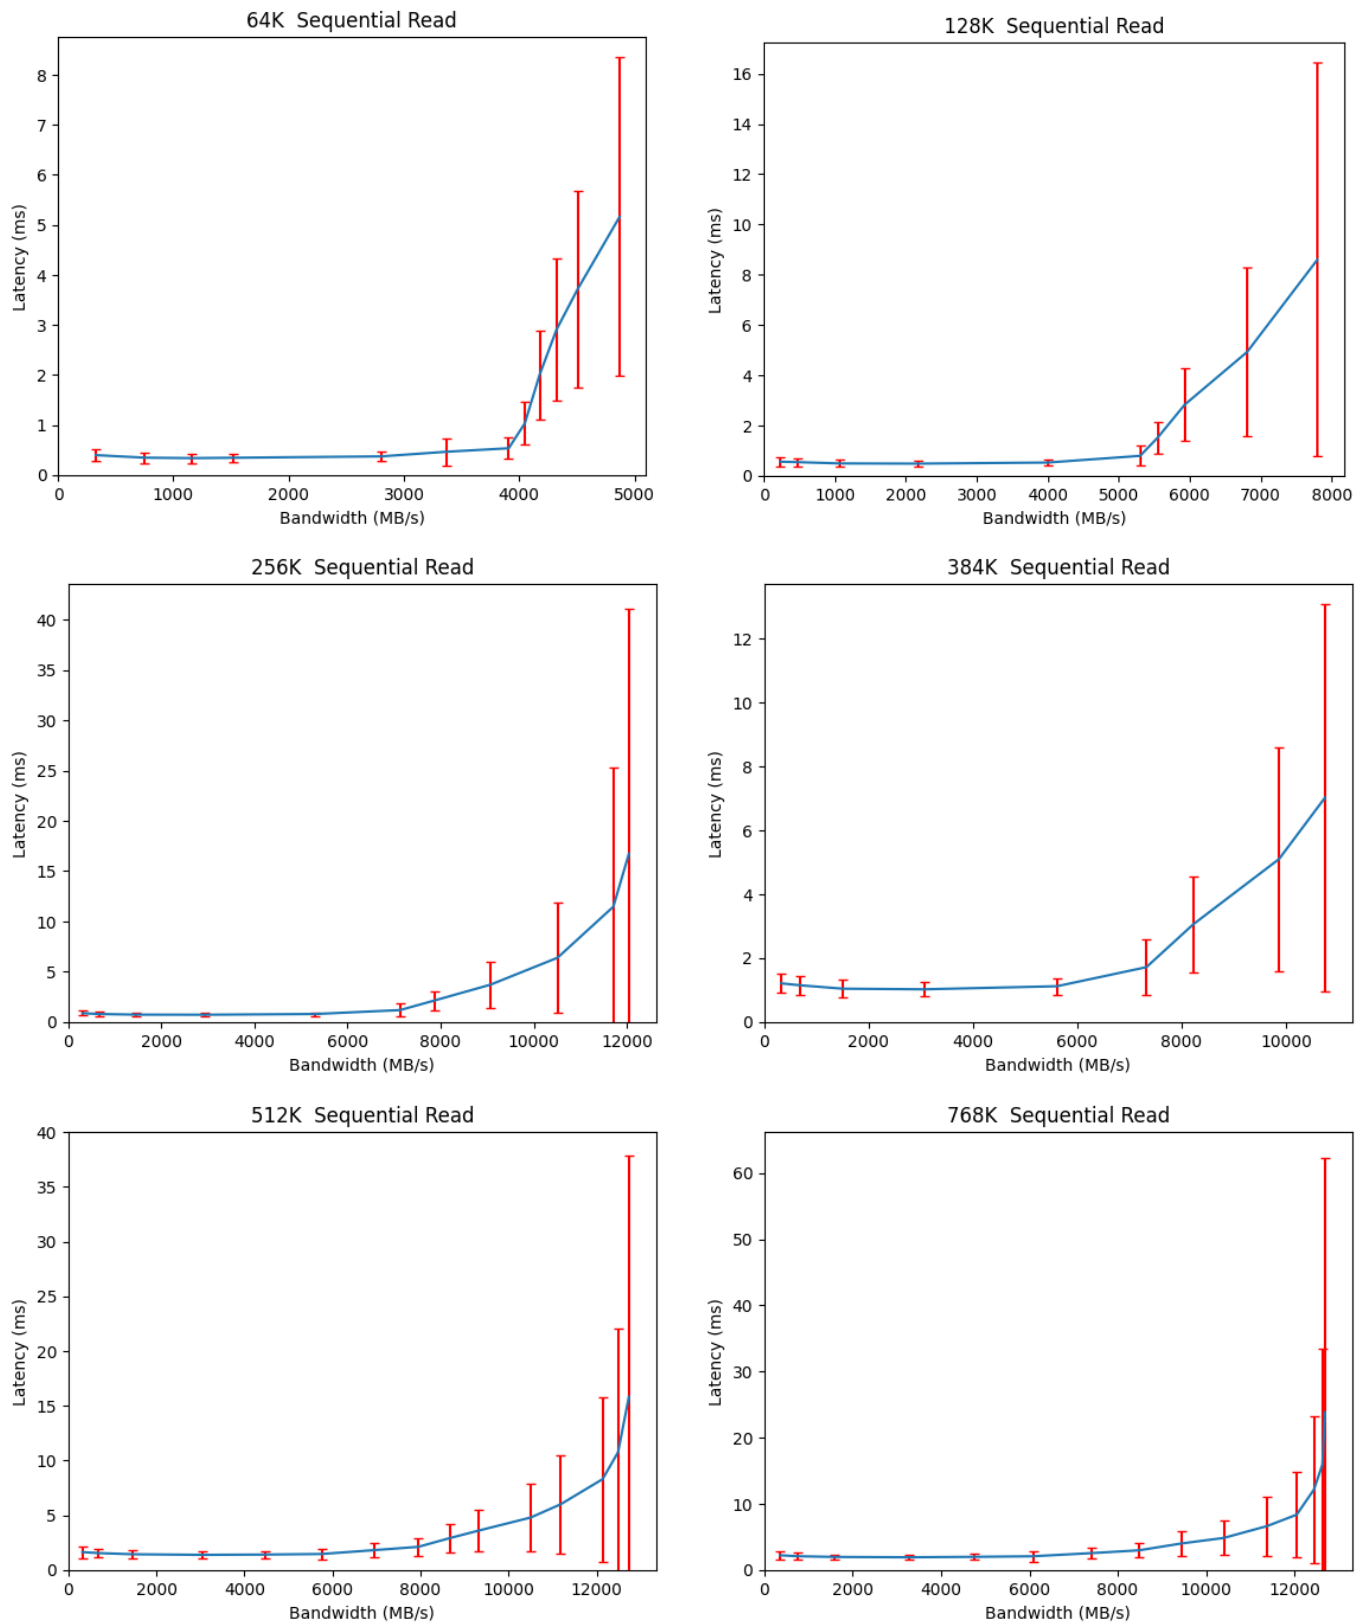 64K  Sequential Read
8
7
6
5
4
3
2
1
0
Latency (ms)
0 1000 2000 3000 4000 5000
Bandwidth (MB/s)
128K  Sequential Read
16
14
12
10
8
6
4
2
0
Latency (ms)
0 1000 2000 3000 4000 5000 6000 7000 8000
Bandwidth (MB/s)
256K  Sequential Read
40
35
30
25
20
15
10
5
0
Latency (ms)
0 2000 4000 6000 8000 10000 12000
Bandwidth (MB/s)
384K  Sequential Read
12
10
8
6
4
2
0
Latency (ms)
0 2000 4000 6000 8000 10000
Bandwidth (MB/s)
512K  Sequential Read
40
35
30
25
20
15
10
5
0
Latency (ms)
0 2000 4000 6000 8000 10000 12000
Bandwidth (MB/s)
768K  Sequential Read
60
50
40
30
20
10
0
Latency (ms)
0 2000 4000 6000 8000 10000 12000
Bandwidth (MB/s)